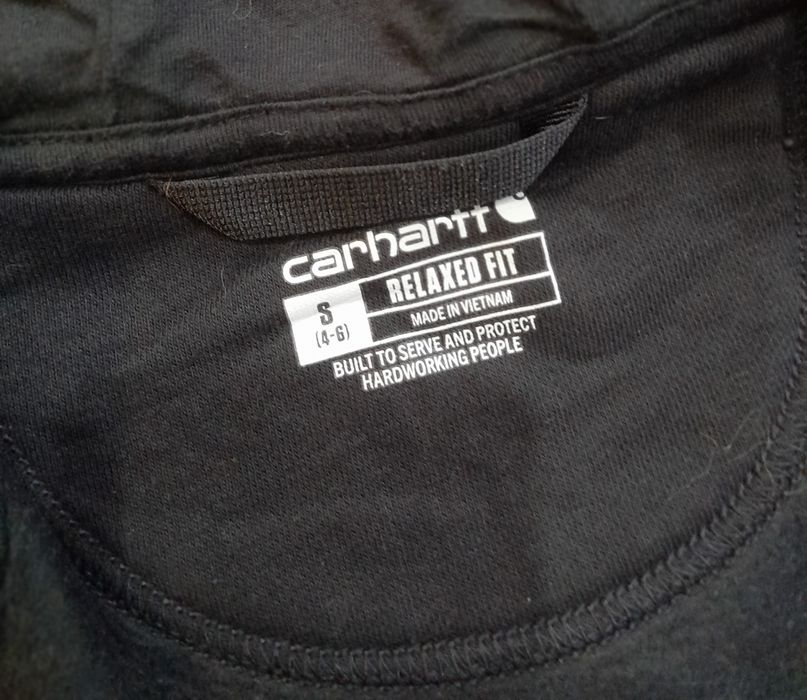 carhartt
RELAXED FIT
S
(4-6)
MADE IN VIETNAM
BUILT TO SERVE AND PROTECT
HARDWORKING PEOPLE